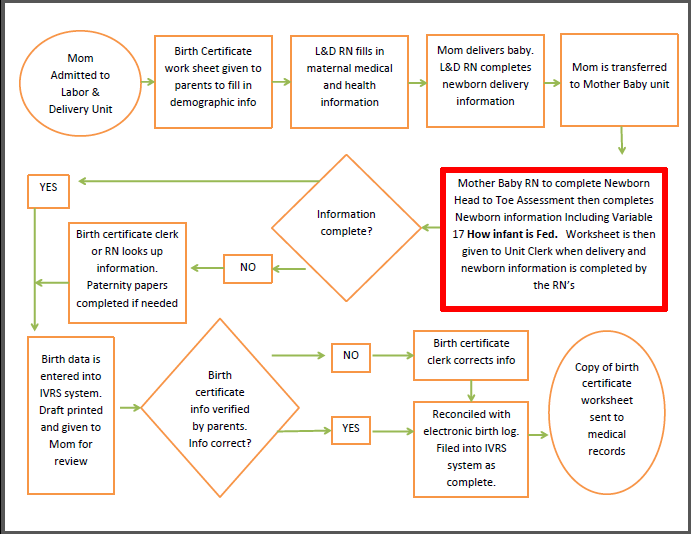 Mom
Admitted to
Labor &
Delivery Unit
Birth Certificate
work sheet given to
parents to fill in
demographic info
L&D RN fills in
maternal medical
and health
information
Mom delivers baby.
L&D RN completes
newborn delivery
information
Mom is transferred
to Mother Baby unit
Mother Baby RN to complete Newborn
Head to Toe Assessment then completes
Newborn information Including Variable
17 How infant is Fed. Worksheet is then
given to Unit Clerk when delivery and
newborn information is completed by
the RN's
Information
complete?
YES
NO
Birth certificate clerk
or RN looks up
information.
Paternity papers
completed if needed
Birth data is
entered into
IVRS system.
Draft printed
and given to
Mom for
review
Birth
certificate
info verified
by parents.
Info correct?
NO
Birth certificate
clerk corrects info
YES
Reconciled with
electronic birth log.
Filed into IVRS
system as
complete.
Copy of birth
certificate
worksheet
sent to
medical
records